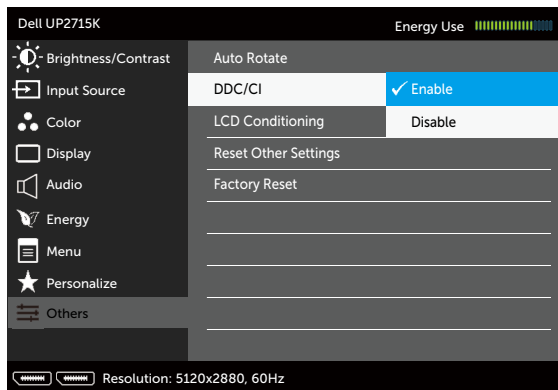 Dell UP2715K Energy Use
Brightness/Contrast Auto Rotate
Input Source DDC/CI Enable
Color LCD Conditioning Disable
Display Reset Other Settings
Audio Factory Reset
Energy
Menu
Personalize
Others
Resolution: 5120x2880, 60Hz